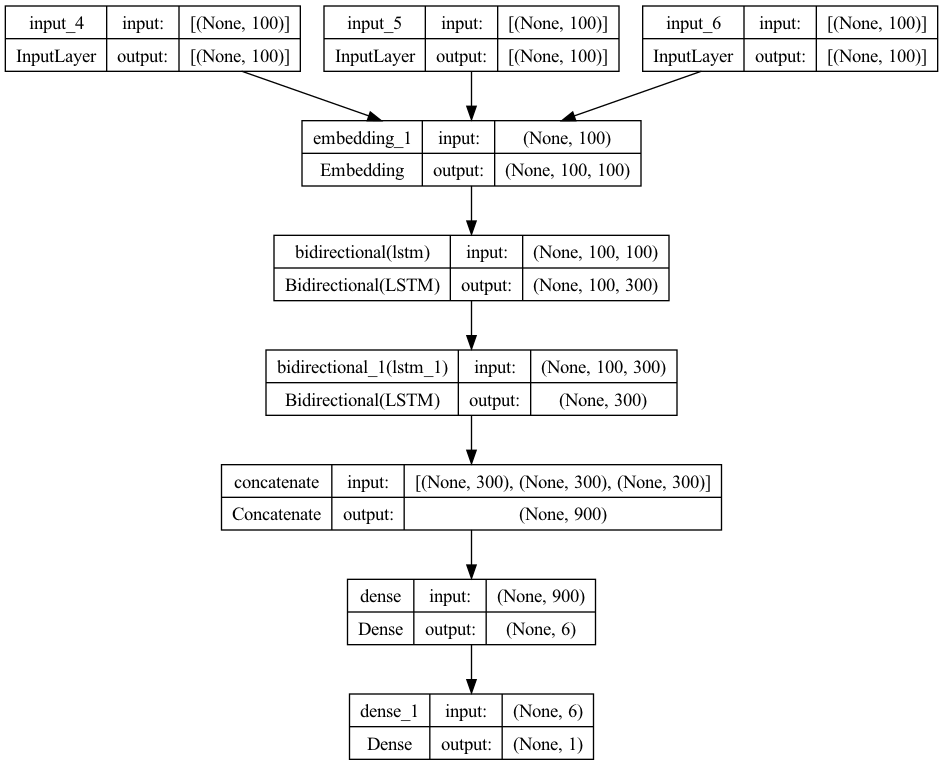 input_4 input: [(None, 100)] input_5 input: [(None, 100)] input_6 input: [(None, 100)]
InputLayer output: [(None, 100)] InputLayer output: [(None, 100)] InputLayer output: [(None, 100)]
embedding_1 input: (None, 100)
Embedding output: (None, 100, 100)
bidirectional(lstm) input: (None, 100, 100)
Bidirectional(LSTM) output: (None, 100, 300)
bidirectional_1(lstm_1) input: (None, 100, 300)
Bidirectional(LSTM) output: (None, 300)
concatenate input: [(None, 300), (None, 300), (None, 300)]
Concatenate output: (None, 900)
dense input: (None, 900)
Dense output: (None, 6)
dense_1 input: (None, 6)
Dense output: (None, 1)